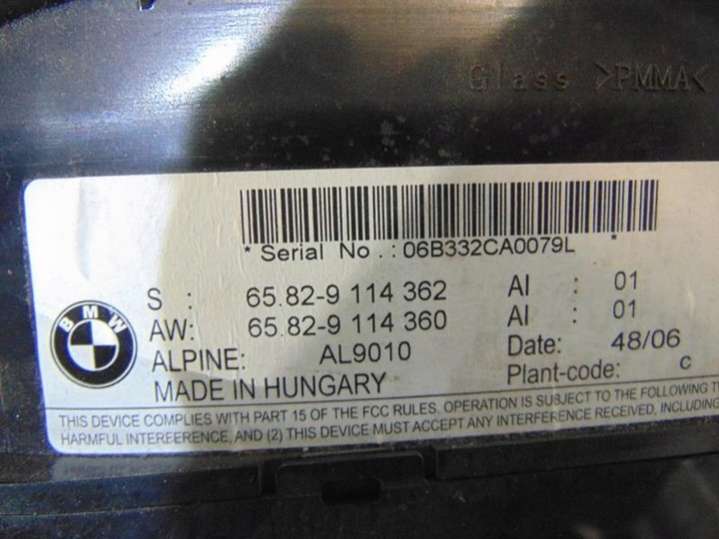 Glass >PMMA<
* Serial No .: 06B332CA0079L *
S : 65.82-9 114 362 AI : 01
AW: 65.82-9 114 360 AI : 01
ALPINE: AL9010 Date: 48/06
MADE IN HUNGARY Plant-code: C
BMW
THIS DEVICE COMPLIES WITH PART 15 OF THE FCC RULES. OPERATION IS SUBJECT TO THE FOLLOWING
HARMFUL INTERFERENCE, AND (2) THIS DEVICE MUST ACCEPT ANY INTERFERENCE RECEIVED, INCLUDING